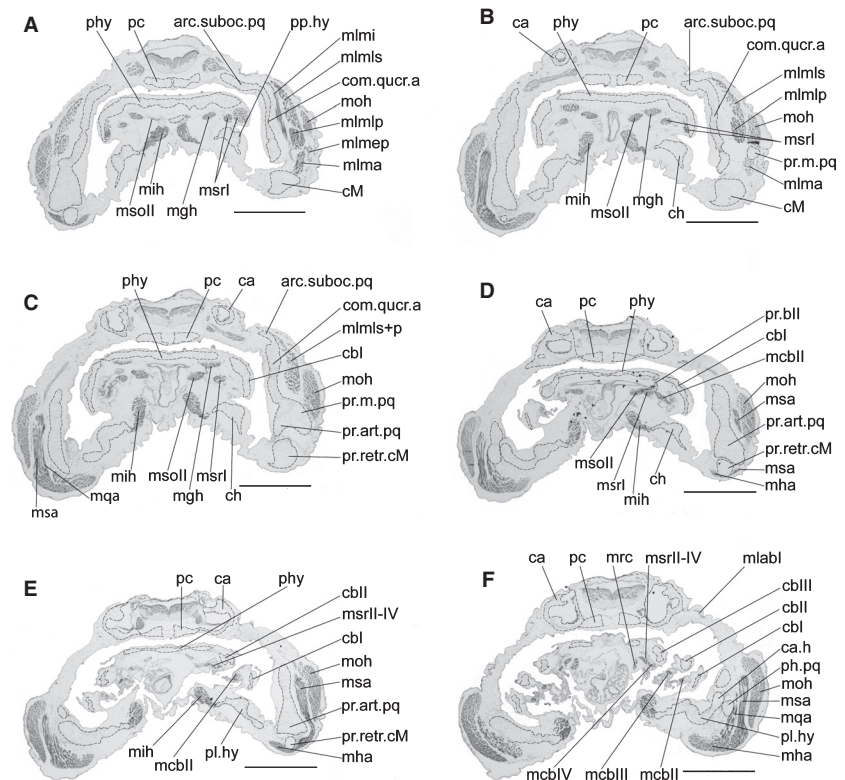 A
phy pc arc.suboc.pq pp.hy
mlmi
mlmls
com.qucr.a
moh
mlmlp
mlmep
mlma
cM
mih msrI
msoII mgh
B
ca phy pc arc.suboc.pq
com.qucr.a
mlmls
mlmlp
moh
msrI
pr.m.pq
mlma
cM
mih mgh ch
msoII
C
phy pc ca arc.suboc.pq
com.qucr.a
mlmls+p
cbI
moh
pr.m.pq
pr.art.pq
pr.retr.cM
mih msoII msrI
mqa mgh ch
msa
D
ca pc phy
pr.bII
cbI
mcbII
moh
msa
pr.art.pq
pr.retr.cM
msa
mha
msoII
msrI ch
mih
E
pc ca phy
cbII
msrII-IV
cbI
moh
msa
pr.art.pq
pr.retr.cM
mha
mih pl.hy
mcbII
F
ca pc mrc msrII-IV mlabI
cbIII
cbII
cbI
ca.h
ph.pq
moh
msa
mqa
pl.hy
mha
mcbIV mcbIII mcbII